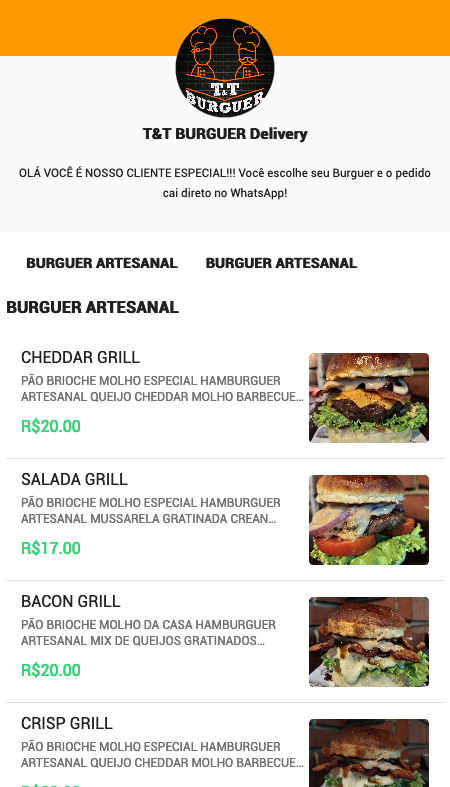 T&T
BURGUER
T&T BURGUER Delivery
OLÁ VOCÊ É NOSSO CLIENTE ESPECIAL!!! Você escolhe seu Burguer e o pedido
cai direto no WhatsApp!
BURGUER ARTESANAL BURGUER ARTESANAL
BURGUER ARTESANAL
CHEDDAR GRILL
PÃO BRIOCHE MOLHO ESPECIAL HAMBURGUER
ARTESANAL QUEIJO CHEDDAR MOLHO BARBECUE...
R$20.00
SALADA GRILL
PÃO BRIOCHE MOLHO ESPECIAL HAMBURGUER
ARTESANAL MUSSARELA GRATINADA CREAN...
R$17.00
BACON GRILL
PÃO BRIOCHE MOLHO DA CASA HAMBURGUER
ARTESANAL MIX DE QUEIJOS GRATINADOS...
R$20.00
CRISP GRILL
PÃO BRIOCHE MOLHO ESPECIAL HAMBURGUER
ARTESANAL QUEIJO CHEDDAR MOLHO BARBECUE...